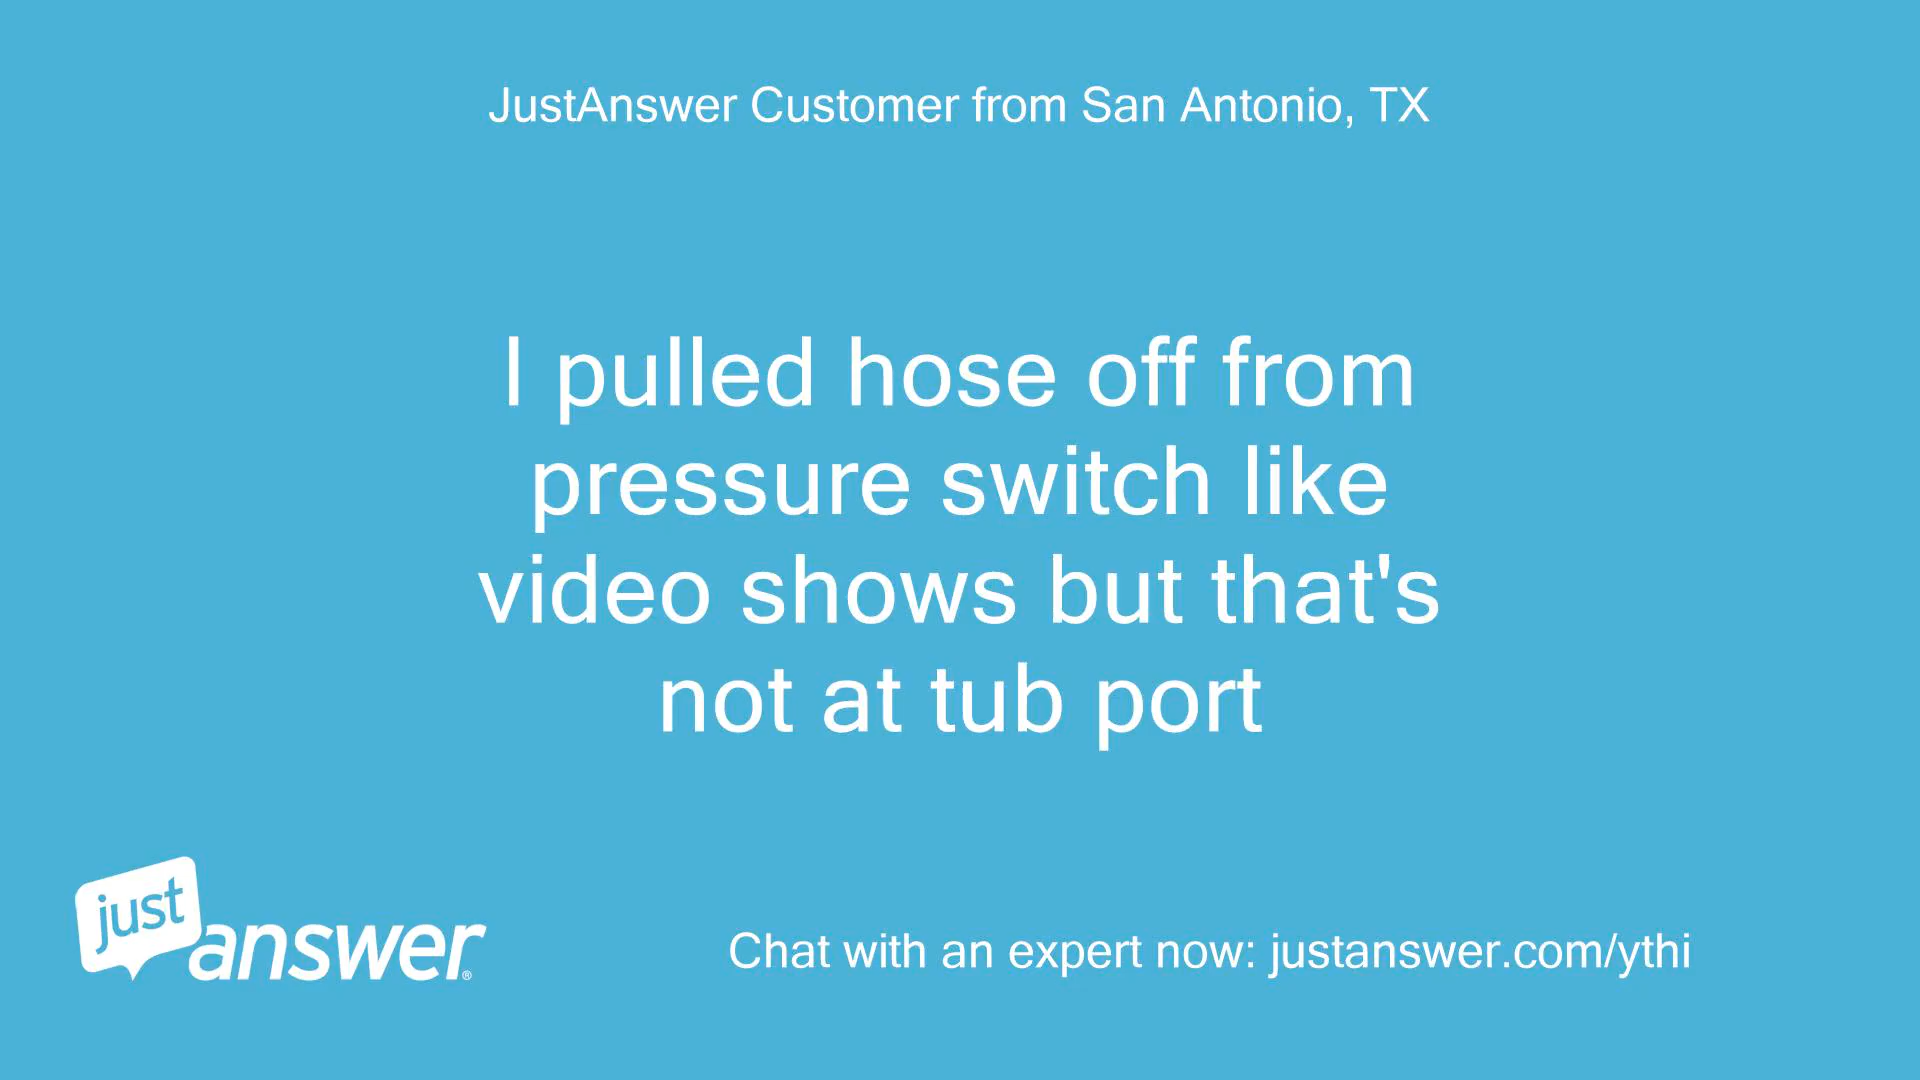 JustAnswer Customer from San Antonio, TX
I pulled hose off from
pressure switch like
video shows but that's
not at tub port
just
answer®
Chat with an expert now: justanswer.com/ythi